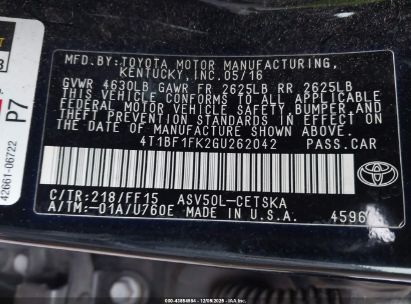 MFD. BY: TOYOTA MOTOR MANUFACTURING,
KENTUCKY, INC. 05/16
GVWR 4630LB GAWR FR 2625LB RR 2625LB
THIS VEHICLE CONFORMS TO ALL APPLICABLE
FEDERAL MOTOR VEHICLE SAFETY, BUMPER, AND
THEFT PREVENTION STANDARDS IN EFFECT ON
THE DATE OF MANUFACTURE SHOWN ABOVE.
4T1BF1FK2GU262042 PASS.CAR
C/TR:218/FF15 ASV50L-CETSKA
A/TM:-01A/U760E MADE IN U.S.A.
4596
TOYOTA
P7
42661-06722